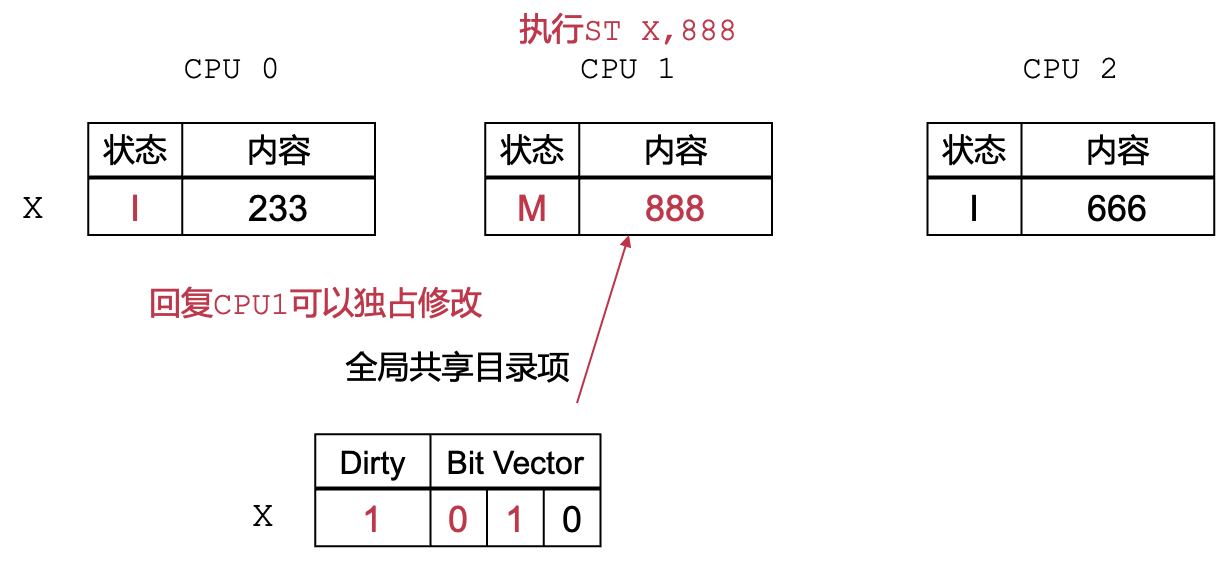 执行ST X,888
CPU 0 CPU 1 CPU 2
状态 内容 状态 内容 状态 内容
X I 233 M 888 I 666
回复CPU1可以独占修改
全局共享目录项
Dirty Bit Vector
X 1 0 1 0